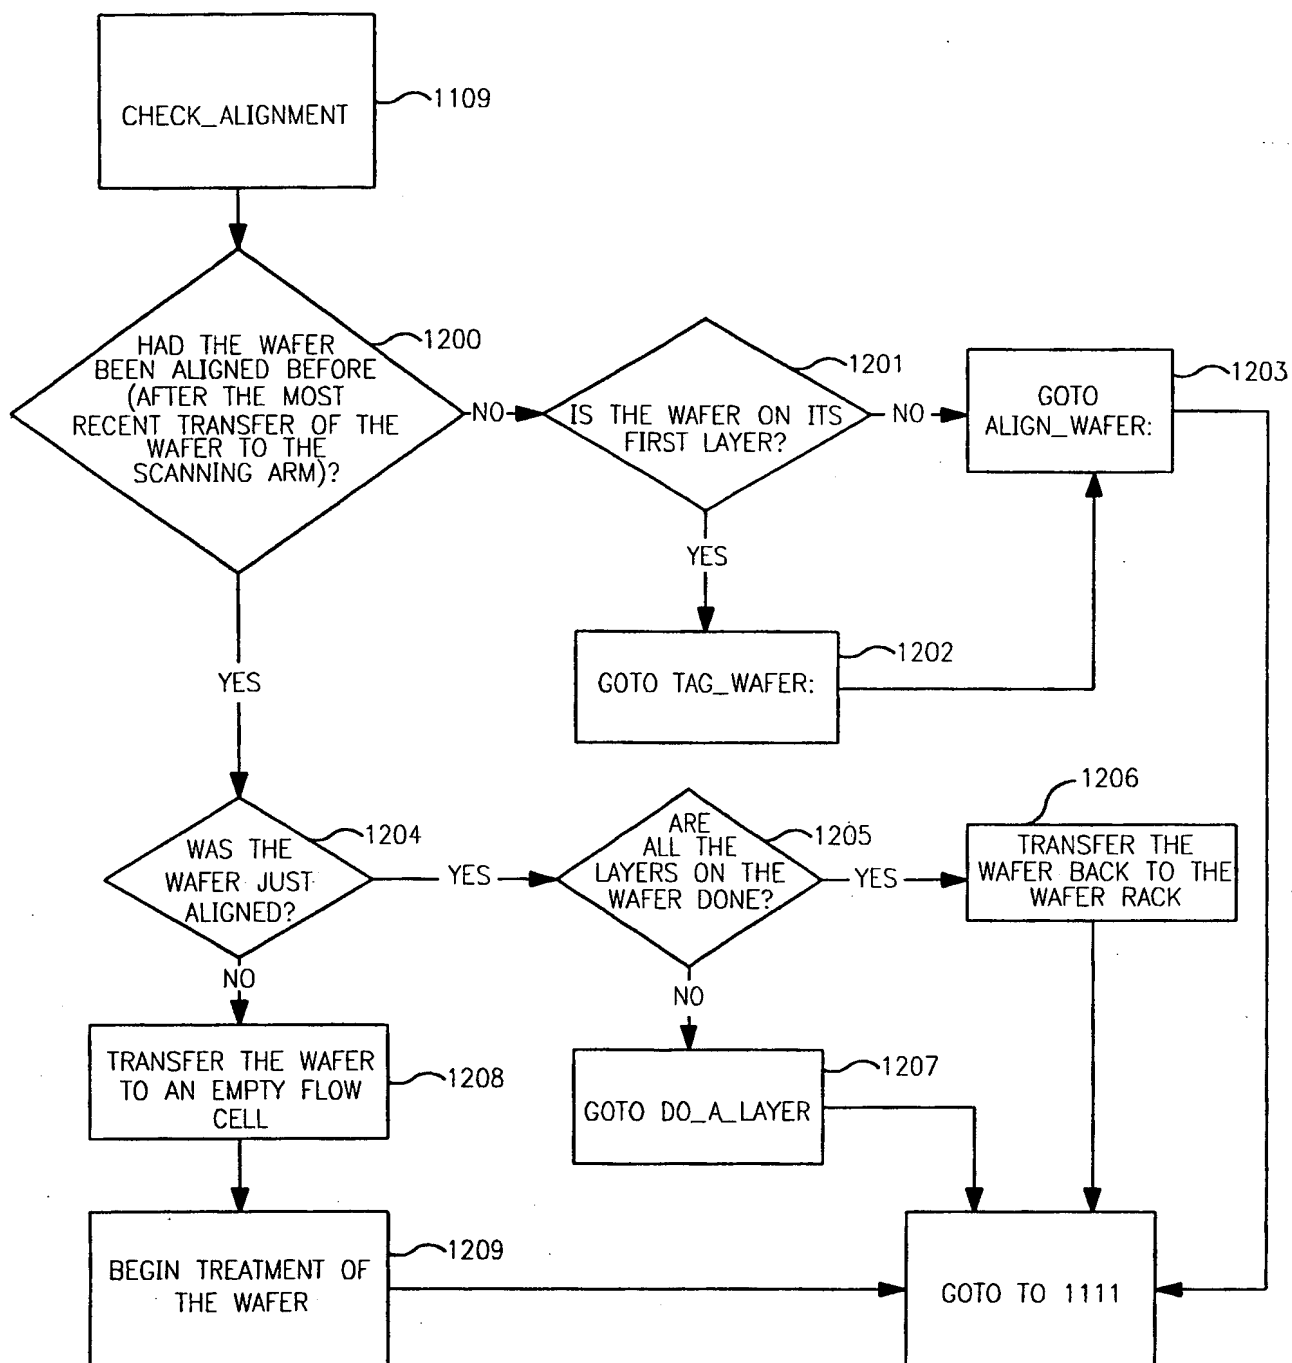 CHECK_ALIGNMENT
1109
HAD THE WAFER
BEEN ALIGNED BEFORE
(AFTER THE MOST
RECENT TRANSFER OF THE
WAFER TO THE
SCANNING ARM)?
1200
NO
IS THE WAFER ON ITS
FIRST LAYER?
1201
NO
GOTO
ALIGN_WAFER:
1203
YES
GOTO TAG_WAFER:
1202
YES
WAS THE
WAFER JUST
ALIGNED?
1204
YES
ARE
ALL THE
LAYERS ON THE
WAFER DONE?
1205
YES
TRANSFER THE
WAFER BACK TO THE
WAFER RACK
1206
NO
NO
TRANSFER THE WAFER
TO AN EMPTY FLOW
CELL
1208
GOTO DO_A_LAYER
1207
BEGIN TREATMENT OF
THE WAFER
1209
GOTO TO 1111